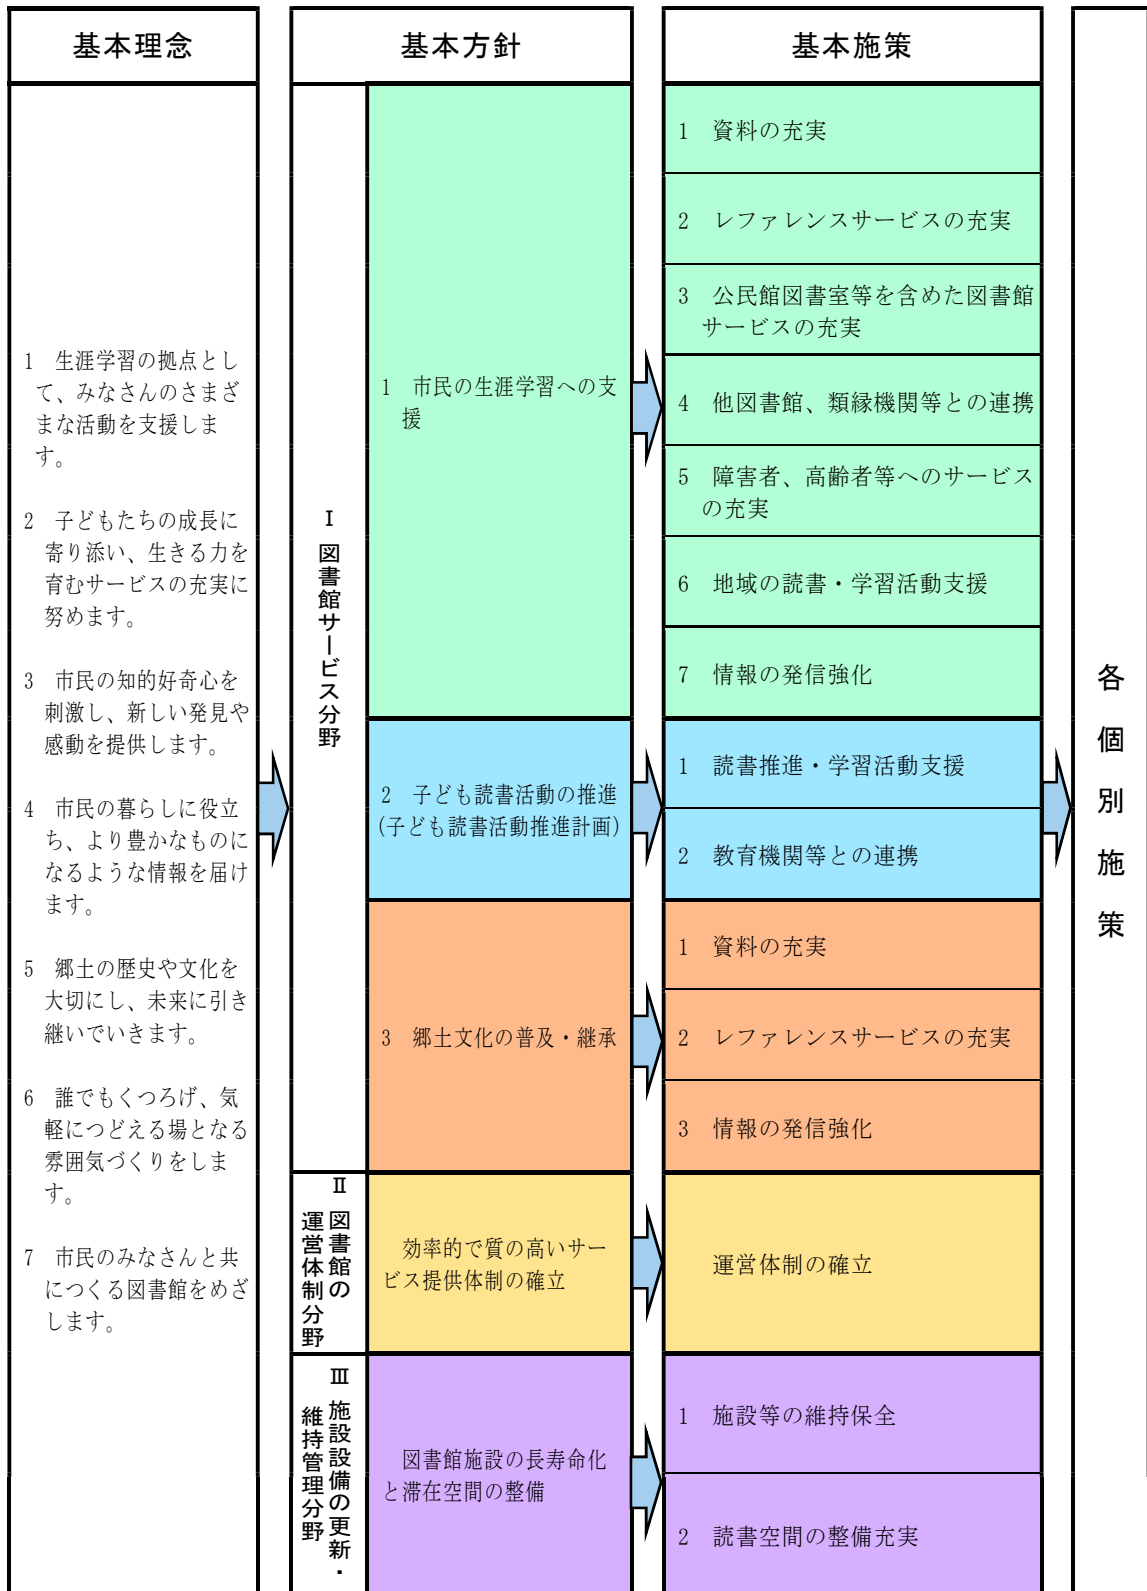 基本理念
基本方針
基本施策
1　生涯学習の拠点とし
て、みなさんのさまざ
まな活動を支援しま
す。
2　子どもたちの成長に
寄り添い、生きる力を
育むサービスの充実に
努めます。
3　市民の知的好奇心を
刺激し、新しい発見や
感動を提供します。
4　市民の暮らしに役立
ち、より豊かなものに
なるような情報を届け
ます。
5　郷土の歴史や文化を
大切にし、未来に引き
継いでいきます。
6　誰でもくつろげ、気
軽につどえる場となる
雰囲気づくりをしま
す。
7　市民のみなさんと共
につくる図書館をめざ
します。
Ⅰ 図書館サービス分野
1　市民の生涯学習への支
援
1　資料の充実
2　レファレンスサービスの充実
3　公民館図書室等を含めた図書館
サービスの充実
4　他図書館、類縁機関等との連携
5　障害者、高齢者等へのサービス
の充実
6　地域の読書・学習活動支援
7　情報の発信強化
2　子ども読書活動の推進
(子ども読書活動推進計画)
1　読書推進・学習活動支援
2　教育機関等との連携
3　郷土文化の普及・継承
1　資料の充実
2　レファレンスサービスの充実
3　情報の発信強化
Ⅱ 図書館の
運営体制分野
効率的で質の高いサー
ビス提供体制の確立
運営体制の確立
Ⅲ 施設設備の更新・
維持管理分野
図書館施設の長寿命化
と滞在空間の整備
1　施設等の維持保全
2　読書空間の整備充実
各個別施策